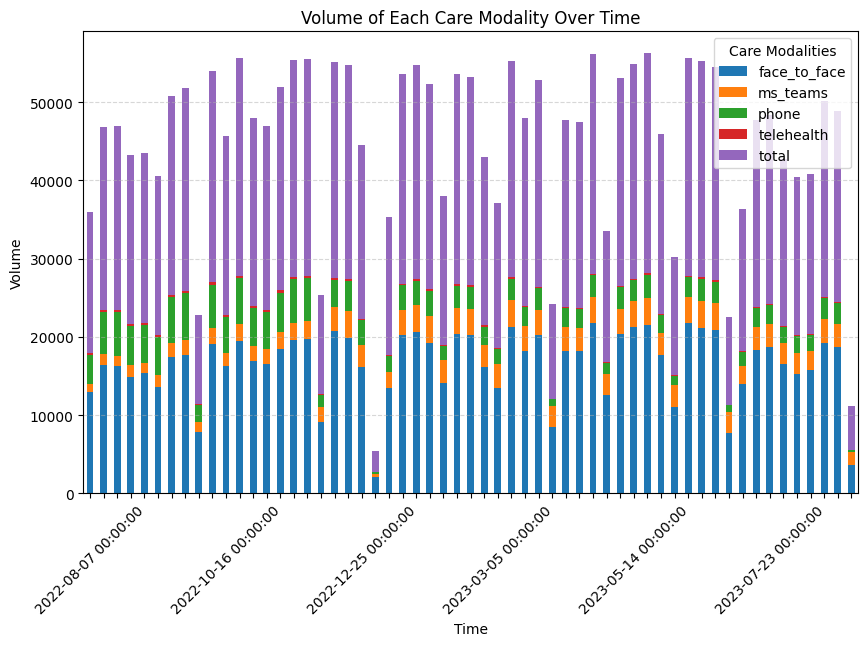 Volume of Each Care Modality Over Time
Volume
50000
40000
30000
20000
10000
0
Care Modalities
face_to_face
ms_teams
phone
telehealth
total
2022-08-07 00:00:00
2022-10-16 00:00:00
2022-12-25 00:00:00
2023-03-05 00:00:00
2023-05-14 00:00:00
2023-07-23 00:00:00
Time